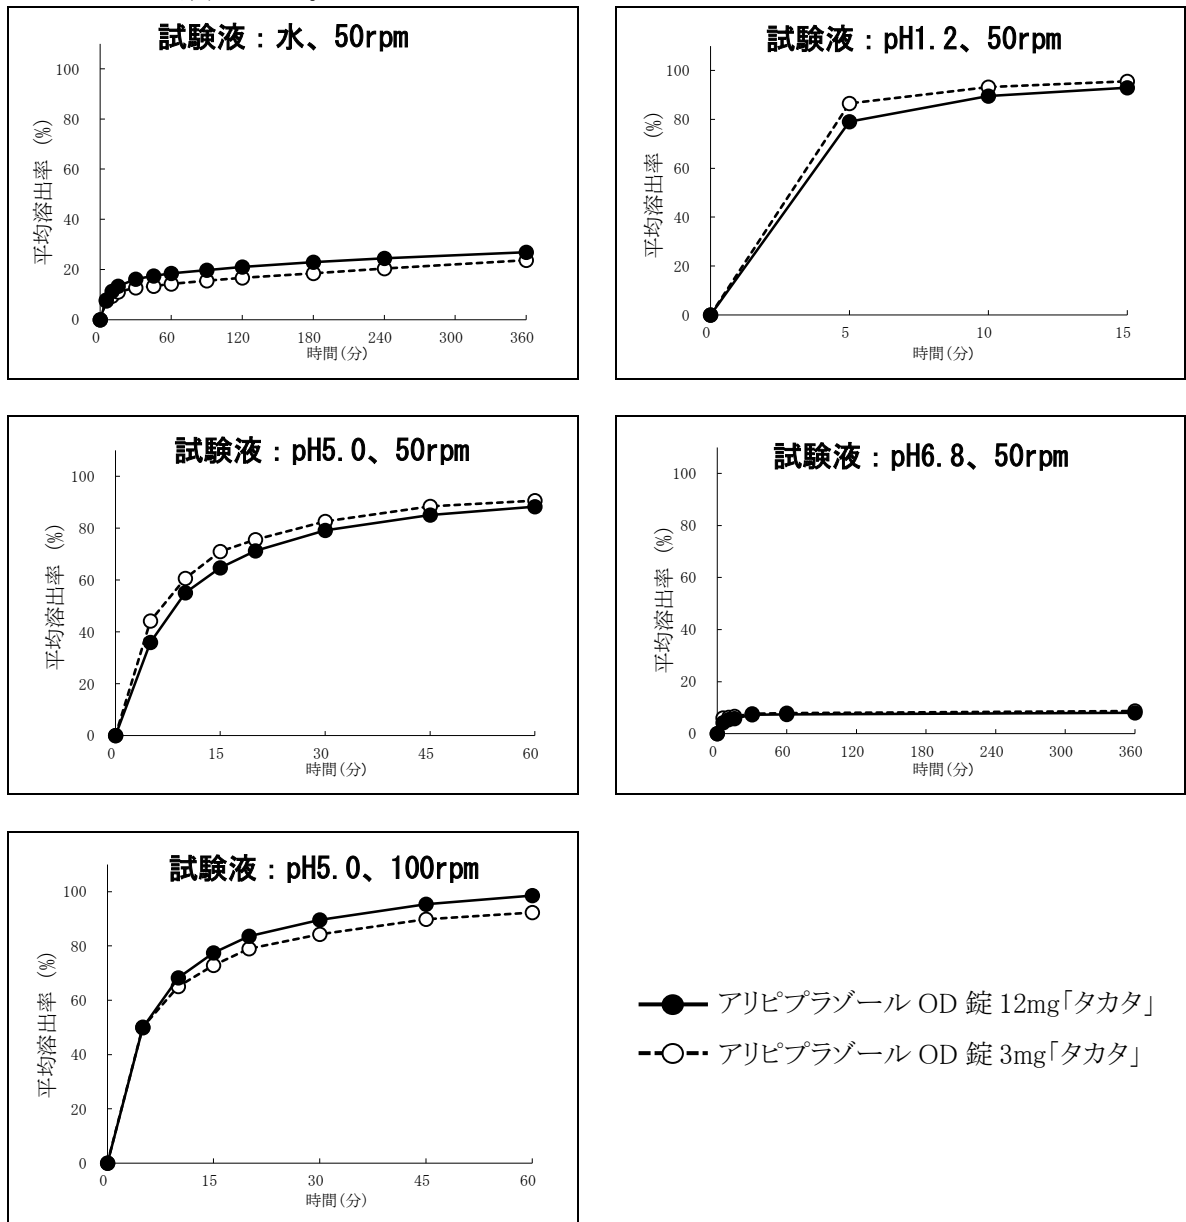 試験液：水、50rpm
平均溶出率 (%)
100
80
60
40
20
0
0 60 120 180 240 300 360
時間(分)
試験液：pH1.2、50rpm
平均溶出率 (%)
100
80
60
40
20
0
0 5 10 15
時間(分)
試験液：pH5.0、50rpm
平均溶出率 (%)
100
80
60
40
20
0
0 15 30 45 60
時間(分)
試験液：pH6.8、50rpm
平均溶出率 (%)
100
80
60
40
20
0
0 60 120 180 240 300 360
時間(分)
試験液：pH5.0、100rpm
平均溶出率 (%)
100
80
60
40
20
0
0 15 30 45 60
時間(分)
アリピプラゾール OD 錠 12mg「タカタ」
アリピプラゾール OD 錠 3mg「タカタ」